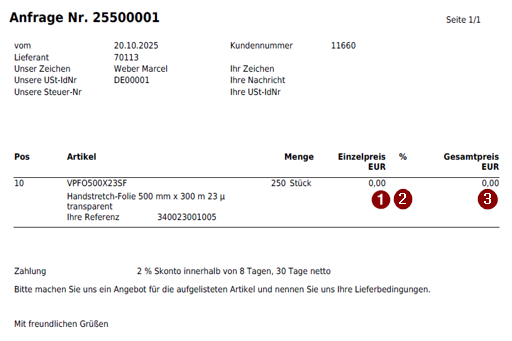 Anfrage Nr. 25500001
Seite 1/1
vom 20.10.2025 Kundennummer 11660
Lieferant 70113
Unser Zeichen Weber Marcel Ihr Zeichen
Unsere USt-IdNr DE00001 Ihre Nachricht
Unsere Steuer-Nr Ihre USt-IdNr
Pos Artikel Menge Einzelpreis % Gesamtpreis
EUR EUR
10 VPFO500X23SF 250 Stück 0,00 0,00
Handstretch-Folie 500 mm x 300 m 23 µ 1 2 3
transparent
Ihre Referenz 340023001005
Zahlung 2 % Skonto innerhalb von 8 Tagen, 30 Tage netto
Bitte machen Sie uns ein Angebot für die aufgelisteten Artikel und nennen Sie uns Ihre Lieferbedingungen.
Mit freundlichen Grüßen